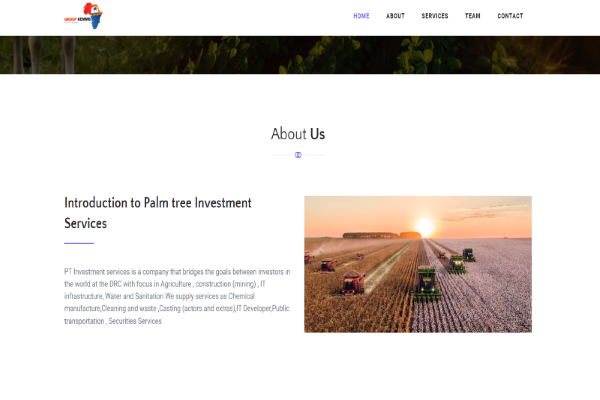 GROUP KEMMS
HOME ABOUT SERVICES TEAM CONTACT
About Us
Introduction to Palm tree Investment
Services
PT Investment services is a company that bridges the goals between investors in
the world at the DRC with focus in Agriculture , construction (mining) , IT
infrastructure, Water and Sanitation We supply services as Chemical
manufacture,Cleaning and waste ,Casting (actors and extras),IT Developer,Public
transportation , Securities Services